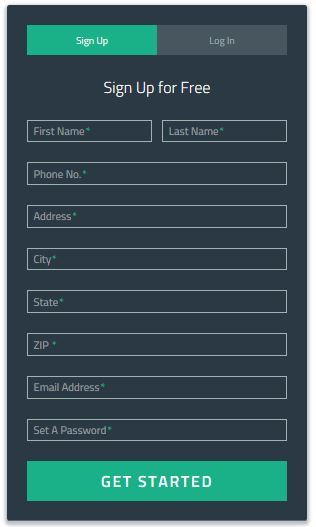 Sign Up Log In
Sign Up for Free
First Name* Last Name*
Phone No.*
Address*
City*
State*
ZIP *
Email Address*
Set A Password*
GET STARTED